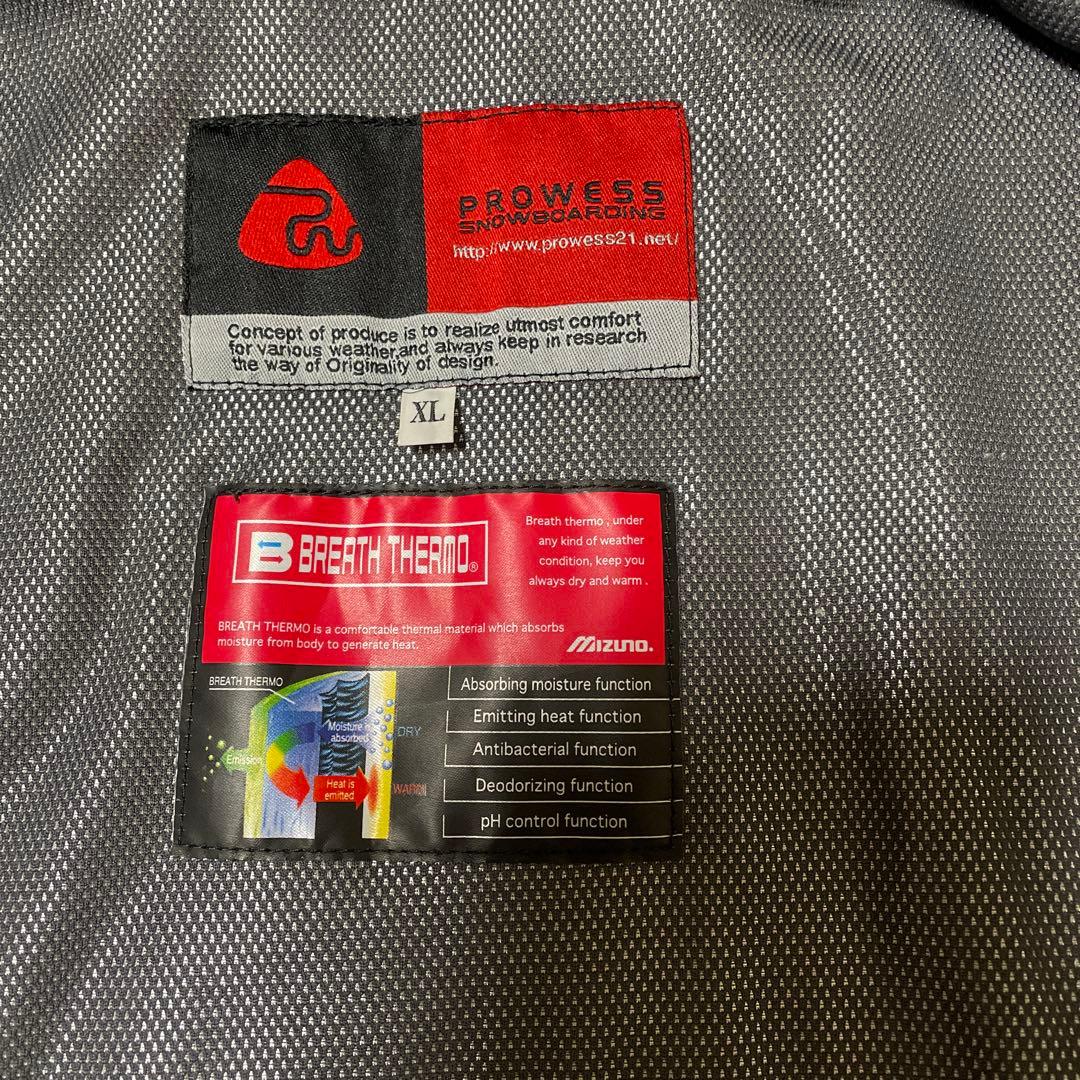 PROWESS
SNOWBOARDING
http://www.prowess21.net/
Concept of produce is to realize utmost comfort
for various weather,and always keep in research
the way of Originality of design.
XL
B BREATH THERMO®
Breath thermo , under
any kind of weather
condition, keep you
always dry and warm .
BREATH THERMO is a comfortable thermal material which absorbs
moisture from body to generate heat.
MIZUNO.
BREATH THERMO
Moisture is
absorbed
DRY
Emission
Heat is
emitted
WARM
Absorbing moisture function
Emitting heat function
Antibacterial function
Deodorizing function
pH control function